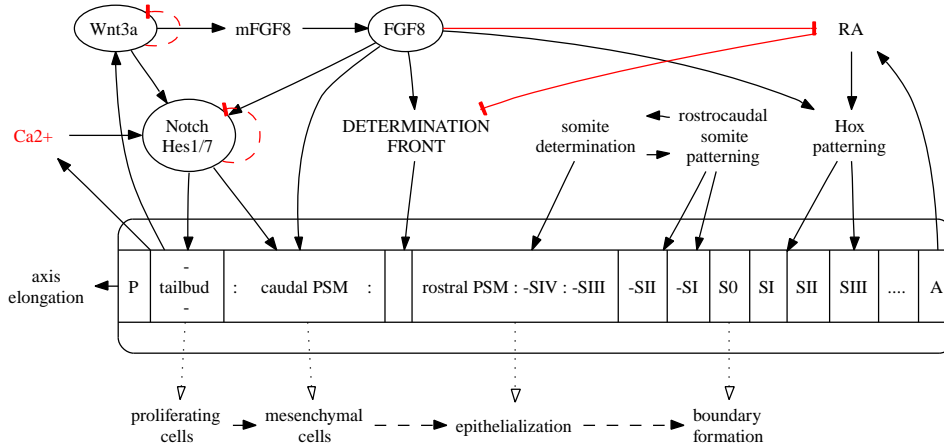 Wnt3a
mFGF8
FGF8
RA
Ca2+
Notch
Hes1/7
DETERMINATION
FRONT
somite
determination
rostrocaudal
somite
patterning
Hox
patterning
axis
elongation
P
-
tailbud
-
: caudal PSM :
rostral PSM : -SIV : -SIII
-SII
-SI
S0
SI
SII
SIII
....
A
proliferating
cells
mesenchymal
cells
epithelialization
boundary
formation